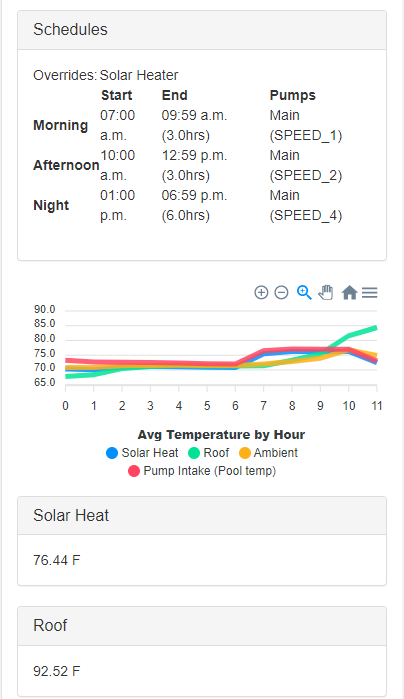 Schedules
Overrides: Solar Heater
Start End Pumps
Morning 07:00 a.m. 09:59 a.m. (3.0hrs) Main (SPEED_1)
Afternoon 10:00 a.m. 12:59 p.m. (3.0hrs) Main (SPEED_2)
Night 01:00 p.m. 06:59 p.m. (6.0hrs) Main (SPEED_4)
90.0
85.0
80.0
75.0
70.0
65.0
0 1 2 3 4 5 6 7 8 9 10 11
Avg Temperature by Hour
Solar Heat Roof Ambient
Pump Intake (Pool temp)
Solar Heat
76.44 F
Roof
92.52 F